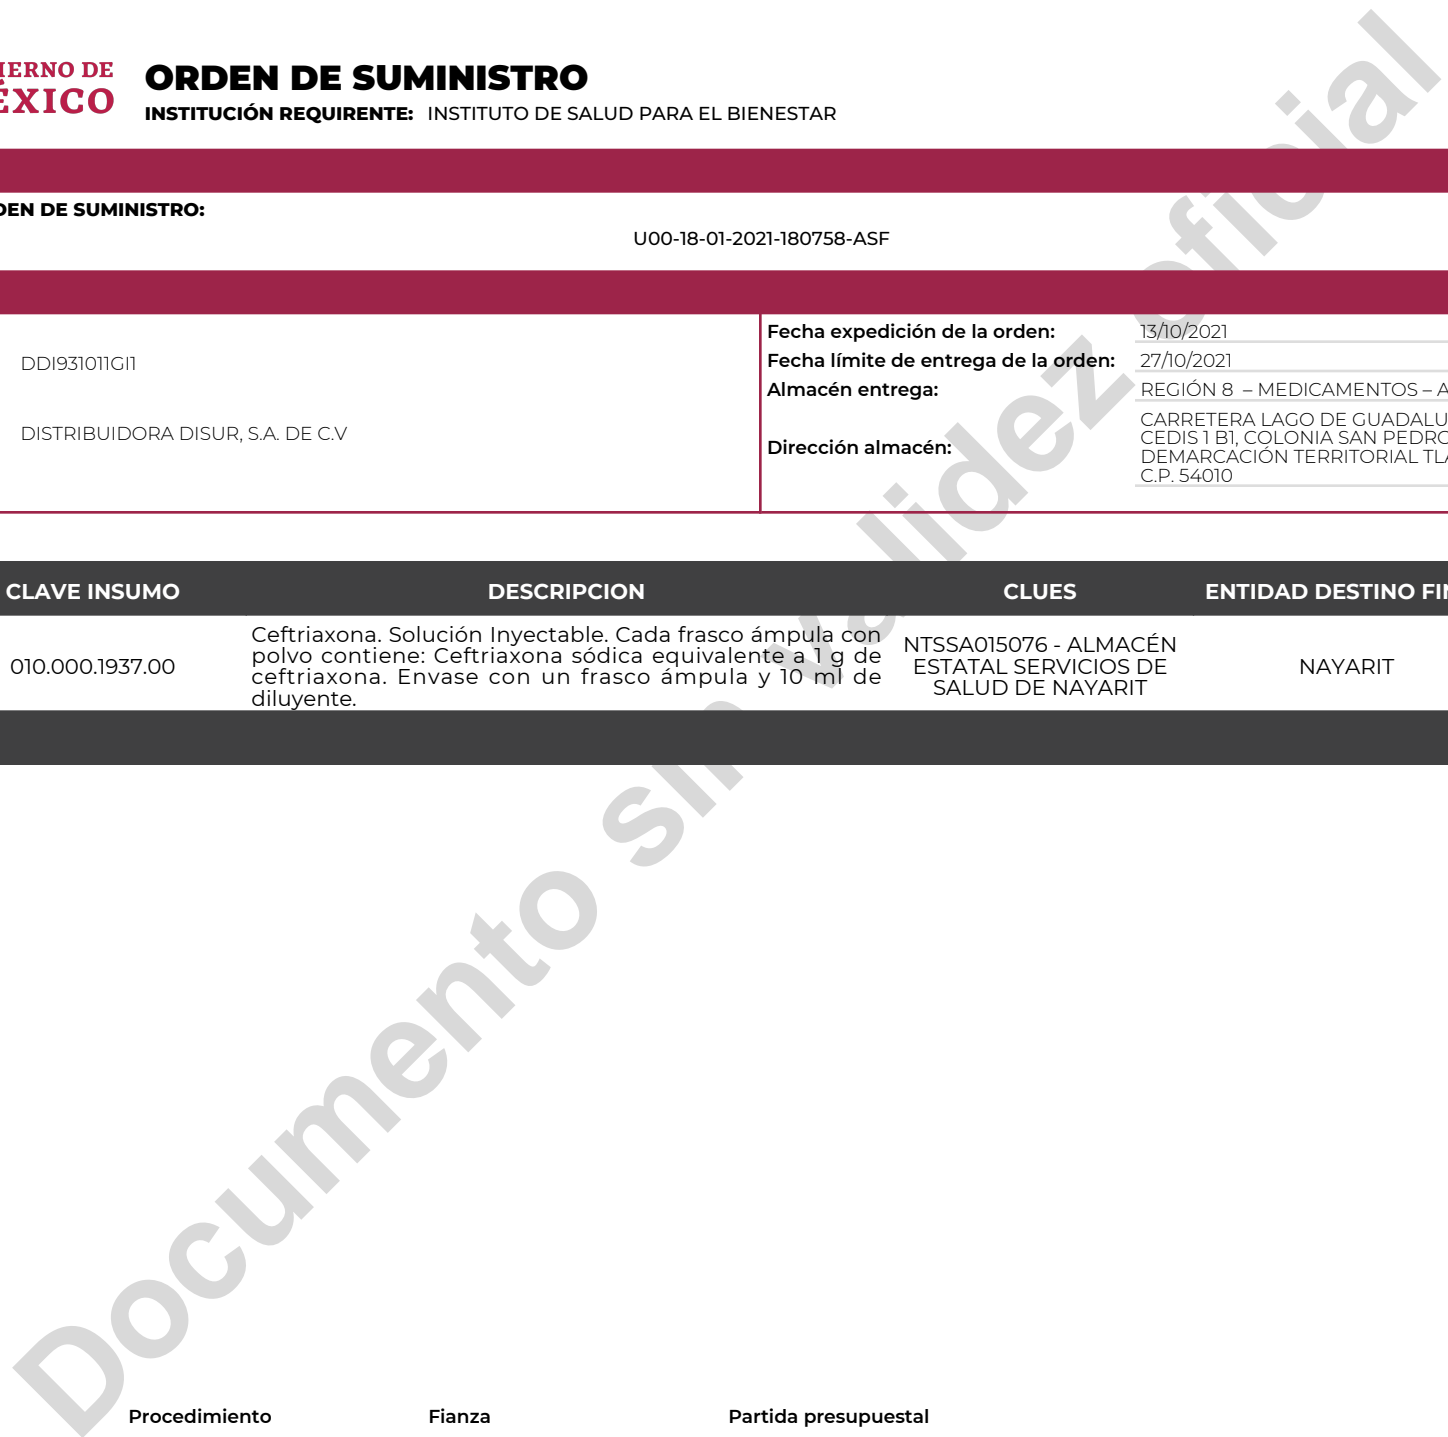 IERNO DE
ÉXICO
ORDEN DE SUMINISTRO
INSTITUCIÓN REQUIRENTE: INSTITUTO DE SALUD PARA EL BIENESTAR
DEN DE SUMINISTRO:
U00-18-01-2021-180758-ASF
DDI931011GI1
DISTRIBUIDORA DISUR, S.A. DE C.V
Fecha expedición de la orden: 13/10/2021
Fecha límite de entrega de la orden: 27/10/2021
Almacén entrega: REGIÓN 8 – MEDICAMENTOS – A
Dirección almacén:
CARRETERA LAGO DE GUADALU
CEDIS 1 B1, COLONIA SAN PEDRO
DEMARCACIÓN TERRITORIAL TLA
C.P. 54010
CLAVE INSUMO DESCRIPCION CLUES ENTIDAD DESTINO FIN
010.000.1937.00
Ceftriaxona. Solución Inyectable. Cada frasco ámpula con
polvo contiene: Ceftriaxona sódica equivalente a 1 g de
ceftriaxona. Envase con un frasco ámpula y 10 ml de
diluyente.
NTSSA015076 - ALMACÉN
ESTATAL SERVICIOS DE
SALUD DE NAYARIT
NAYARIT
Documento sin validez oficial
Procedimiento Fianza Partida presupuestal